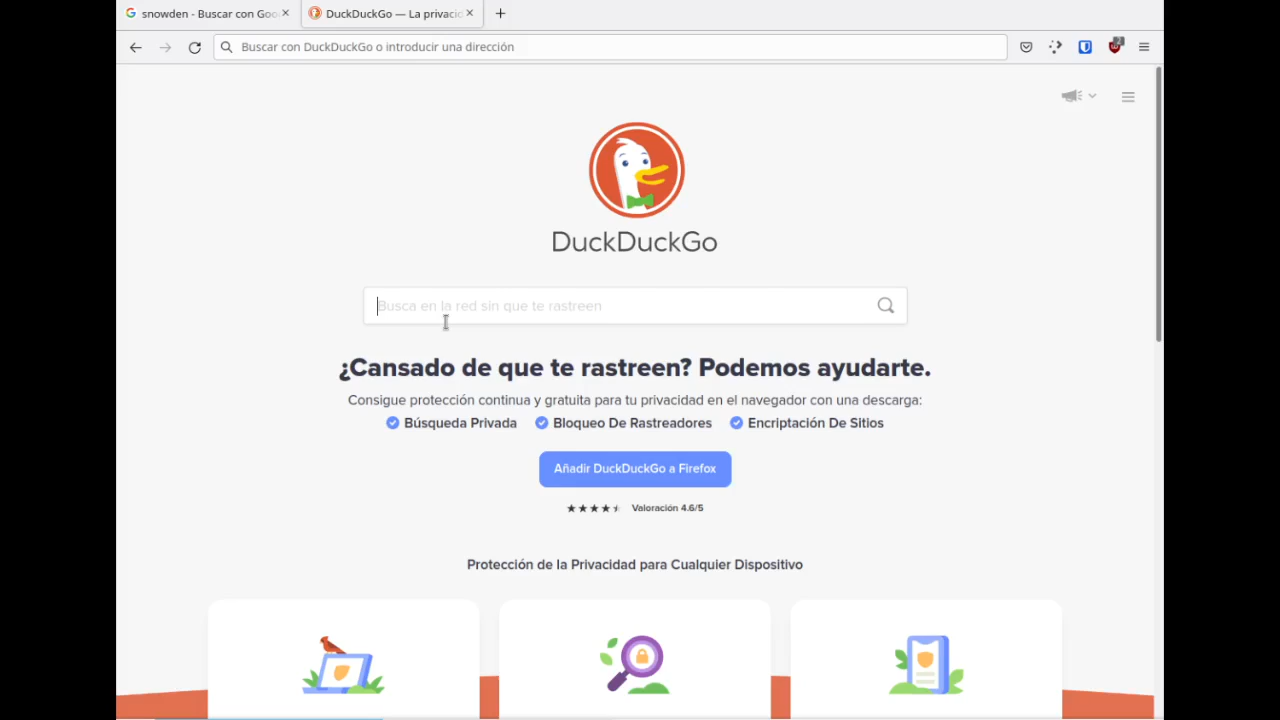 snowden - Buscar con Goo
DuckDuckGo — La privacid
Buscar con DuckDuckGo o introducir una dirección
2
DuckDuckGo
Busca en la red sin que te rastreen
¿Cansado de que te rastreen? Podemos ayudarte.
Consigue protección continua y gratuita para tu privacidad en el navegador con una descarga:
Búsqueda Privada
Bloqueo De Rastreadores
Encriptación De Sitios
Añadir DuckDuckGo a Firefox
Valoración 4.6/5
Protección de la Privacidad para Cualquier Dispositivo